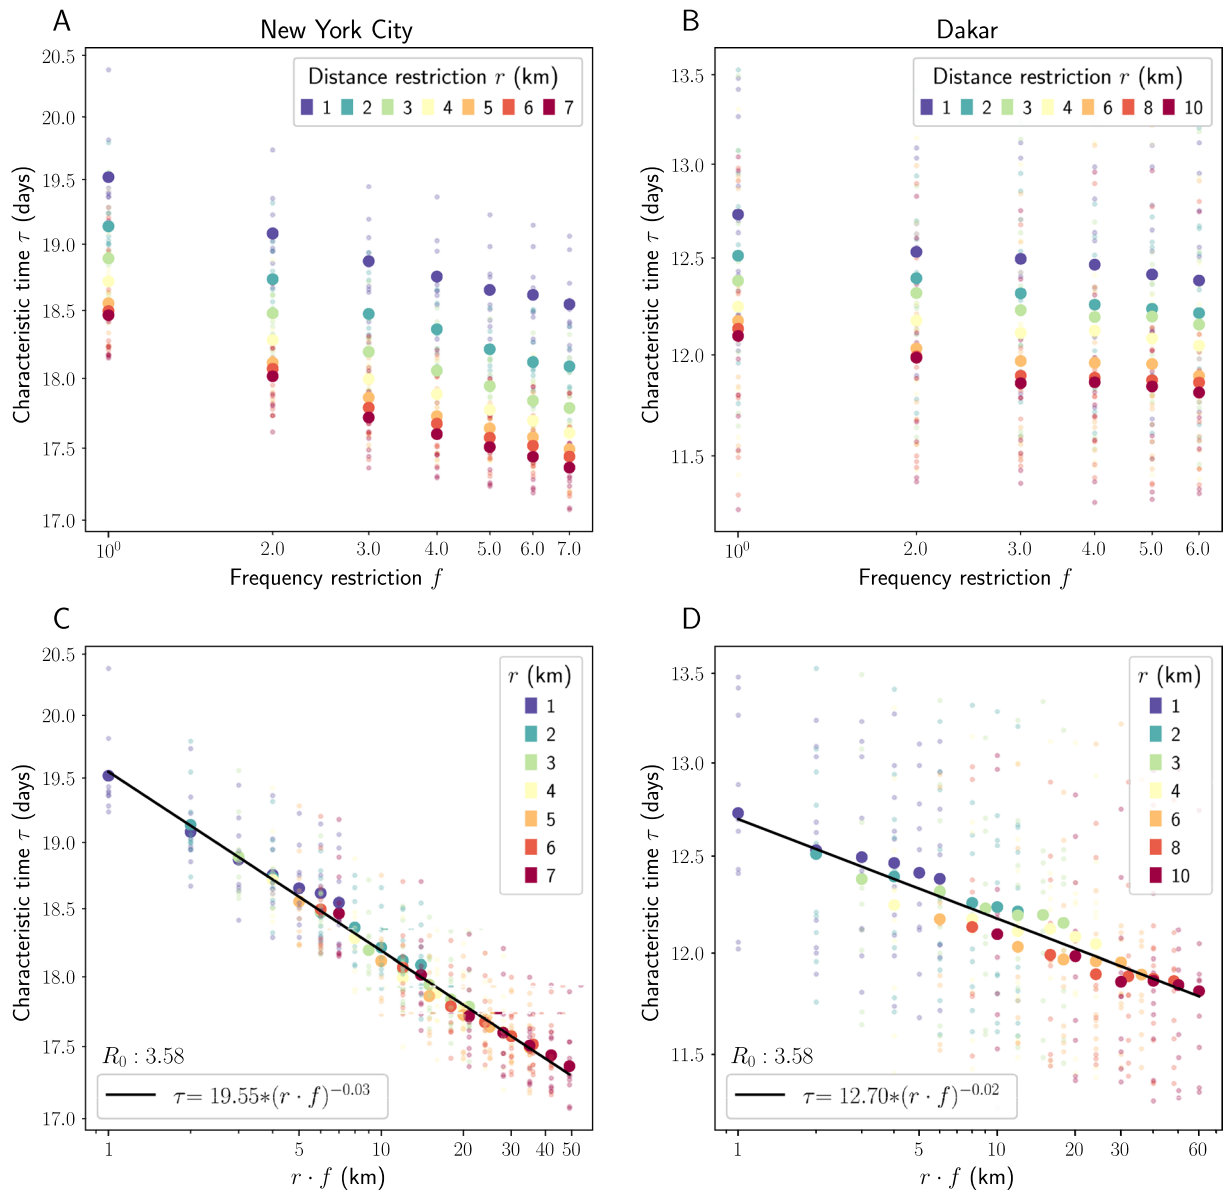 A
New York City
Distance restriction r (km)
1 2 3 4 5 6 7
Characteristic time τ (days)
20.5
20.0
19.5
19.0
18.5
18.0
17.5
17.0
10⁰ 2.0 3.0 4.0 5.0 6.0 7.0
Frequency restriction f
B
Dakar
Distance restriction r (km)
1 2 3 4 6 8 10
Characteristic time τ (days)
13.5
13.0
12.5
12.0
11.5
10⁰ 2.0 3.0 4.0 5.0 6.0
Frequency restriction f
C
r (km)
1
2
3
4
5
6
7
Characteristic time τ (days)
20.5
20.0
19.5
19.0
18.5
18.0
17.5
17.0
R₀ : 3.58
τ= 19.55*(r · f)^−0.03
1 5 10 20 30 40 50
r · f (km)
D
r (km)
1
2
3
4
6
8
10
Characteristic time τ (days)
13.5
13.0
12.5
12.0
11.5
R₀ : 3.58
τ= 12.70*(r · f)^−0.02
1 5 10 20 30 60
r · f (km)